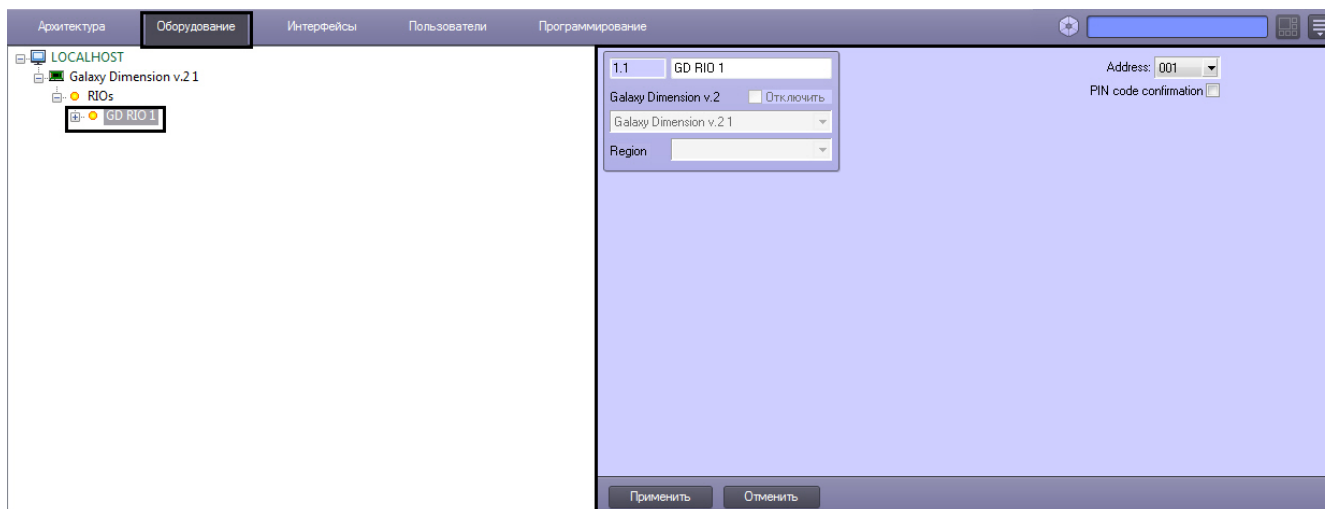 Архитектура Оборудование Интерфейсы Пользователи Программирование
LOCALHOST
Galaxy Dimension v.2 1
RIOs
GD RIO 1
1.1 GD RIO 1
Galaxy Dimension v.2 Отключить
Galaxy Dimension v.2 1
Region
Address: 001
PIN code confirmation
Применить Отменить